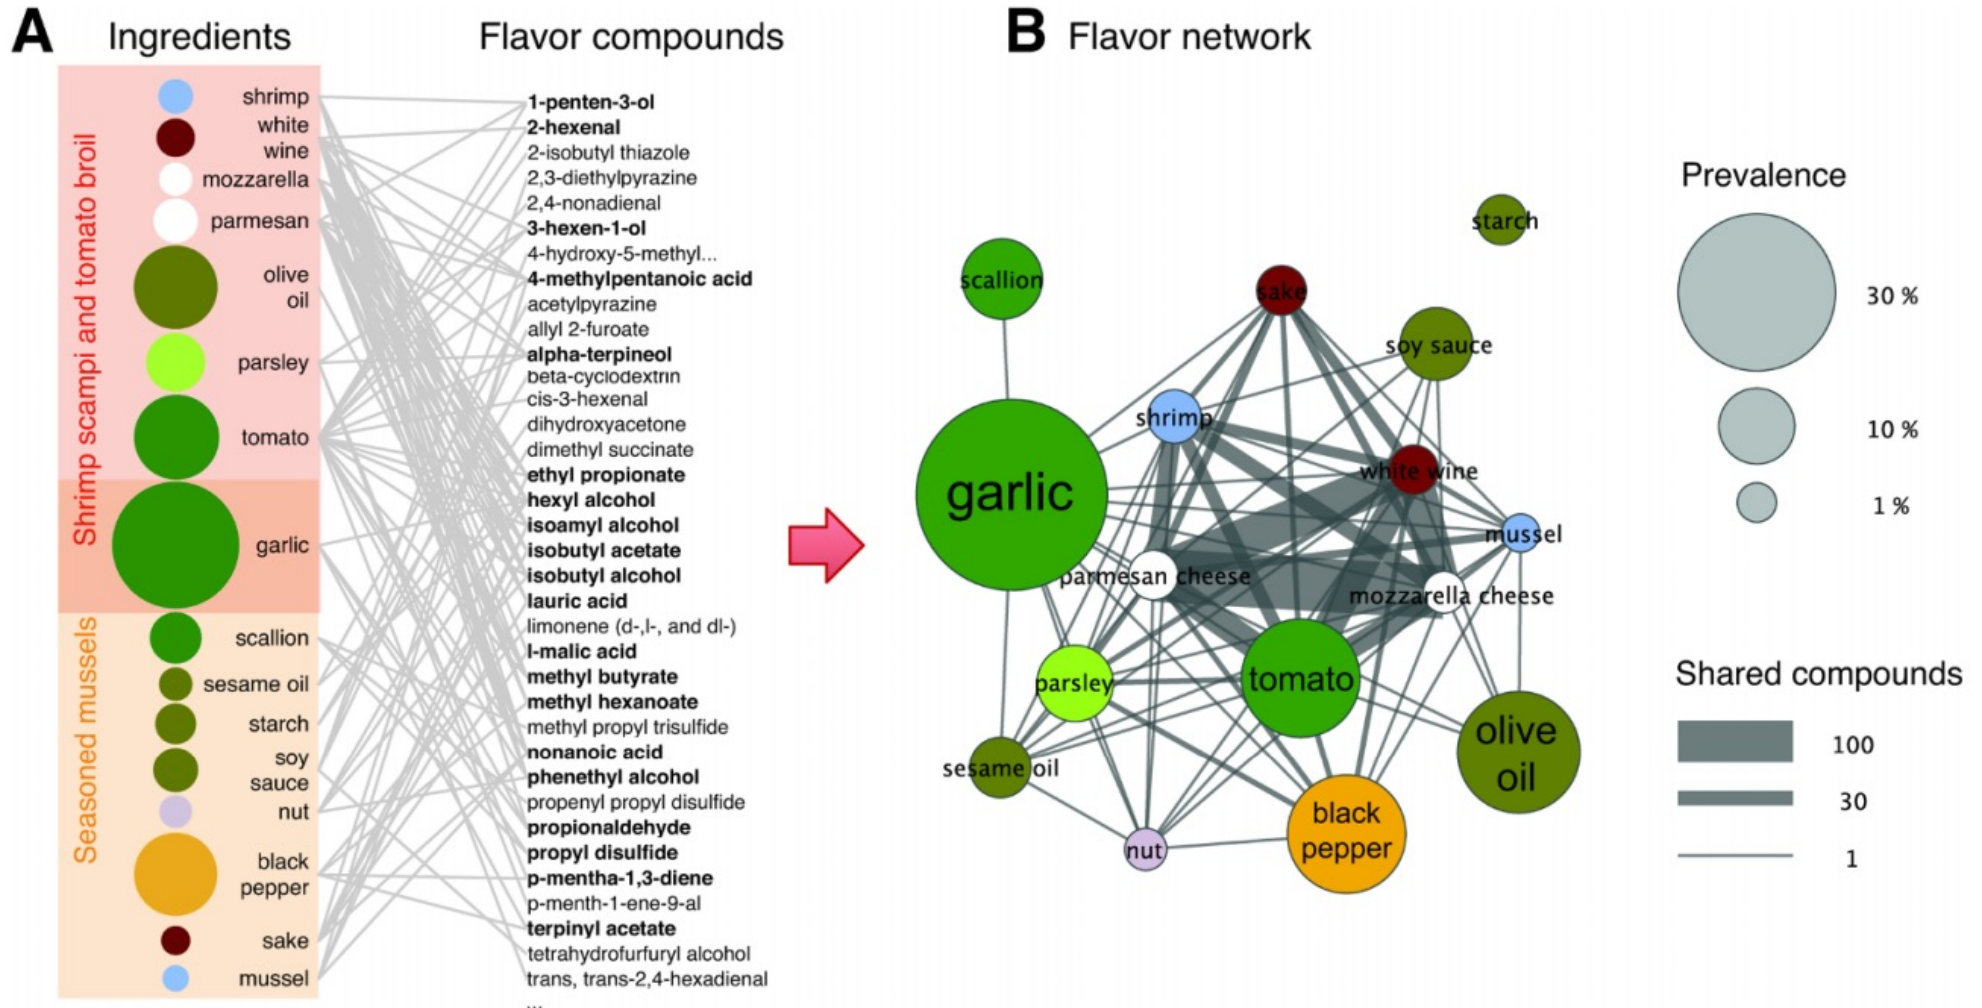 A
Ingredients
Flavor compounds
Shrimp scampi and tomato broil
Seasoned mussels
shrimp
white
wine
mozzarella
parmesan
olive
oil
parsley
tomato
garlic
scallion
sesame oil
starch
soy
sauce
nut
black
pepper
sake
mussel
1-penten-3-ol
2-hexenal
2-isobutyl thiazole
2,3-diethylpyrazine
2,4-nonadienal
3-hexen-1-ol
4-hydroxy-5-methyl...
4-methylpentanoic acid
acetylpyrazine
allyl 2-furoate
alpha-terpineol
beta-cyclodextrin
cis-3-hexenal
dihydroxyacetone
dimethyl succinate
ethyl propionate
hexyl alcohol
isoamyl alcohol
isobutyl acetate
isobutyl alcohol
lauric acid
limonene (d-,l-, and dl-)
l-malic acid
methyl butyrate
methyl hexanoate
methyl propyl trisulfide
nonanoic acid
phenethyl alcohol
propenyl propyl disulfide
propionaldehyde
propyl disulfide
p-mentha-1,3-diene
p-menth-1-ene-9-al
terpinyl acetate
tetrahydrofurfuryl alcohol
trans, trans-2,4-hexadienal
...
B
Flavor network
starch
scallion
sake
soy sauce
shrimp
white wine
garlic
mussel
parmesan cheese
mozzarella cheese
parsley
tomato
olive
oil
sesame oil
black
pepper
nut
Prevalence
30 %
10 %
1 %
Shared compounds
100
30
1